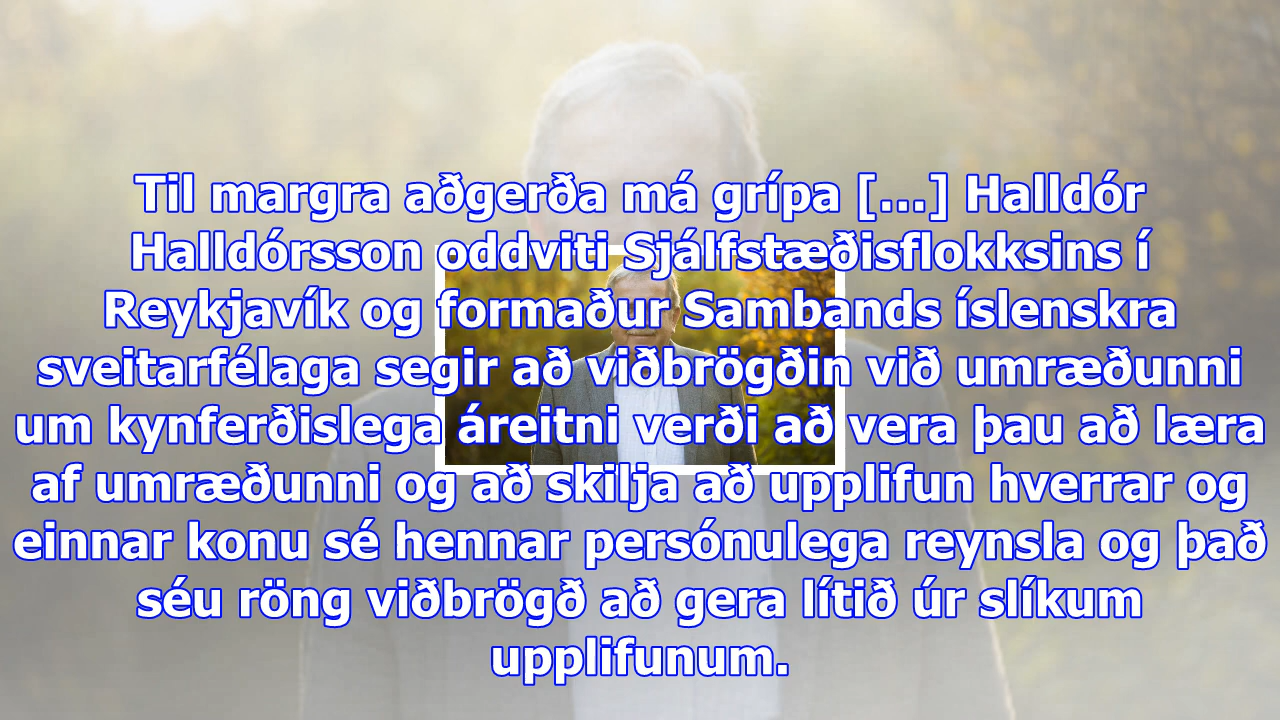 Til margra aðgerða má grípa [...] Halldór
Halldórsson oddviti Sjálfstæðisflokksins í
Reykjavík og formaður Sambands íslenskra
sveitarfélaga segir að viðbrögðin við umræðunni
um kynferðislega áreitni verði að vera þau að læra
af umræðunni og að skilja að upplifun hverrar og
einnar konu sé hennar persónulega reynsla og það
séu röng viðbrögð að gera lítið úr slíkum
upplifunum.